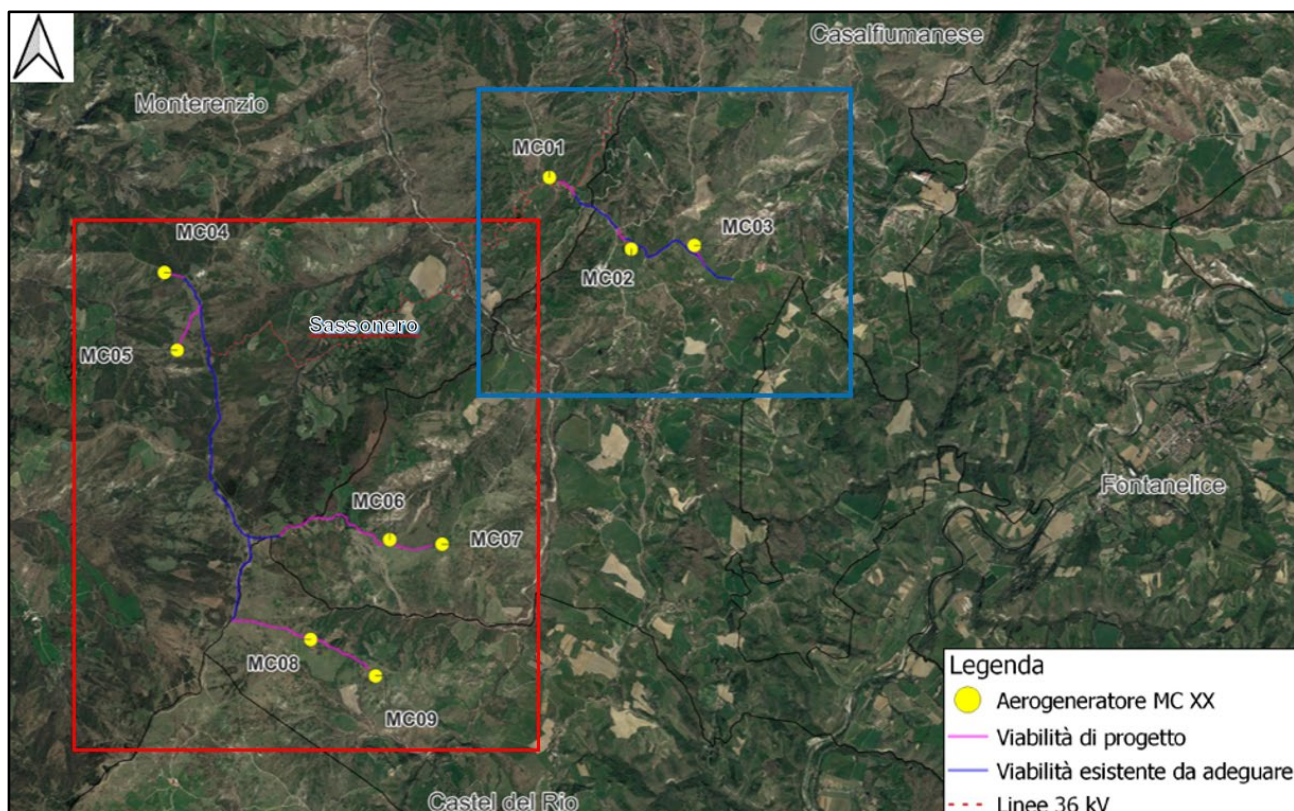 Casalfiumanese
Monterenzio
MC01
MC04
MC03
MC02
Sassonero
MC05
Fontanelice
MC06
MC07
MC08
MC09
Castel del Rio
Legenda
Aerogeneratore MC XX
Viabilità di progetto
Viabilità esistente da adeguare
Linee 36 kV